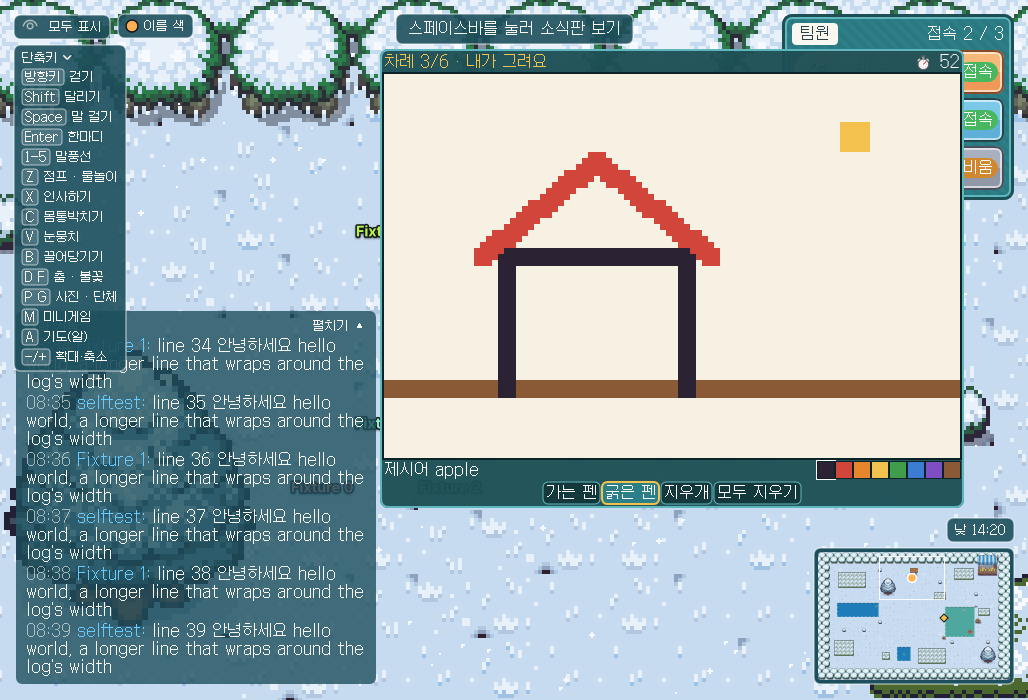 모두 표시
이름 색
스페이스바를 눌러 소식판 보기
팀원
접속 2 / 3
단축키
방향키 걷기
Shift 달리기
Space 말 걸기
Enter 한마디
1-5 말풍선
Z 점프 · 물놀이
X 인사하기
C 몸통박치기
V 눈뭉치
B 끌어당기기
D F 춤 · 불꽃
P G 사진 · 단체
M 미니게임
A 기도(알)
-/+ 확대·축소
차례 3/6 · 내가 그려요
52
접속
접속
비움
제시어 apple
가는 펜 굵은 펜 지우개 모두 지우기
낮 14:20
펼치기
1: line 34 안녕하세요 hello
longer line that wraps around the
log's width
08:35 selftest: line 35 안녕하세요 hello
world, a longer line that wraps around the
log's width
08:36 Fixture 1: line 36 안녕하세요 hello
world, a longer line that wraps around the
log's width
08:37 selftest: line 37 안녕하세요 hello
world, a longer line that wraps around the
log's width
08:38 Fixture 1: line 38 안녕하세요 hello
world, a longer line that wraps around the
log's width
08:39 selftest: line 39 안녕하세요 hello
world, a longer line that wraps around the
log's width
Fixture 0
Fixture 2